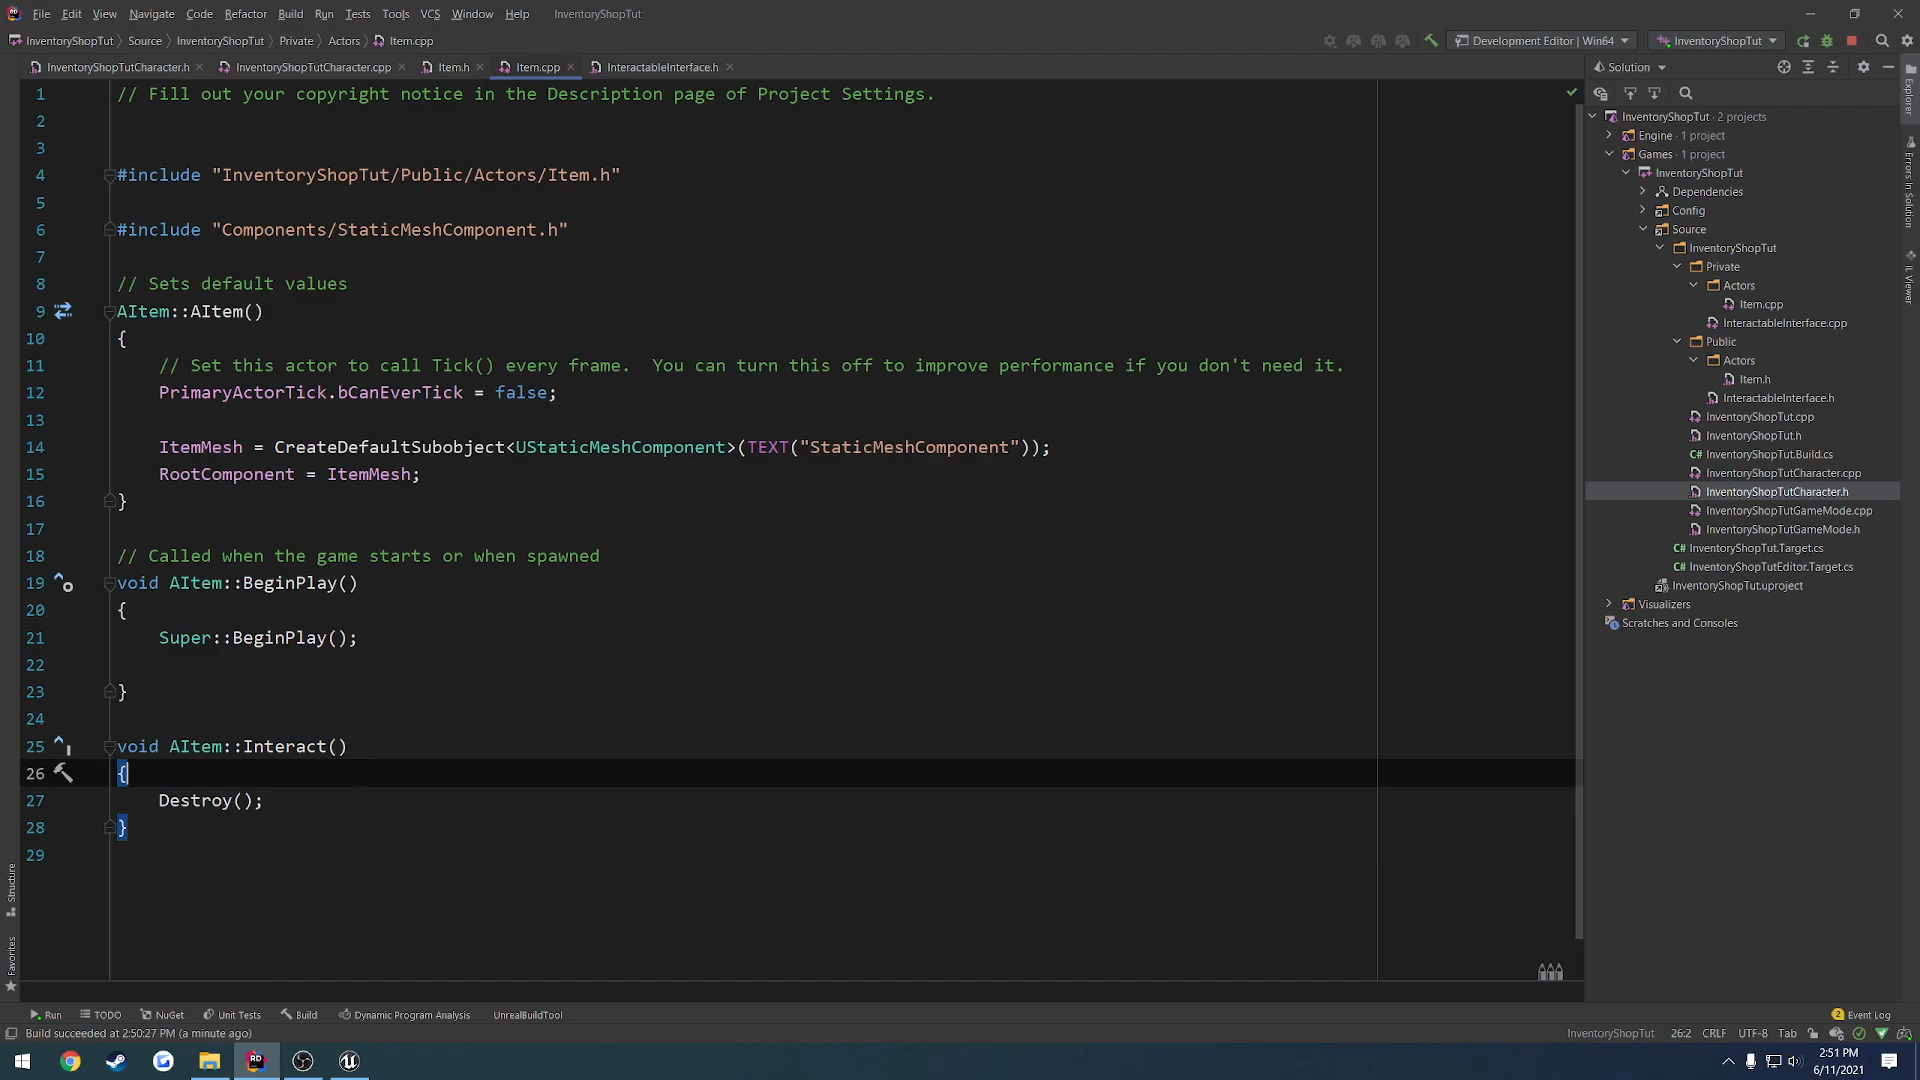 File Edit View Navigate Code Refactor Build Run Tests Tools VCS Window Help InventoryShopTut
InventoryShopTut Source InventoryShopTut Private Actors Item.cpp
Development Editor | Win64 InventoryShopTut
InventoryShopTutCharacter.h InventoryShopTutCharacter.cpp Item.h Item.cpp InteractableInterface.h
1 // Fill out your copyright notice in the Description page of Project Settings.
2
3
4 #include "InventoryShopTut/Public/Actors/Item.h"
5
6 #include "Components/StaticMeshComponent.h"
7
8 // Sets default values
9 AItem::AItem()
10 {
11 // Set this actor to call Tick() every frame.  You can turn this off to improve performance if you don't need it.
12 PrimaryActorTick.bCanEverTick = false;
13
14 ItemMesh = CreateDefaultSubobject<UStaticMeshComponent>(TEXT("StaticMeshComponent"));
15 RootComponent = ItemMesh;
16 }
17
18 // Called when the game starts or when spawned
19 void AItem::BeginPlay()
20 {
21 Super::BeginPlay();
22
23 }
24
25 void AItem::Interact()
26 {
27 Destroy();
28 }
29
Solution
InventoryShopTut · 2 projects
Engine · 1 project
Games · 1 project
InventoryShopTut
Dependencies
Config
Source
InventoryShopTut
Private
Actors
Item.cpp
InteractableInterface.cpp
Public
Actors
Item.h
InteractableInterface.h
InventoryShopTut.cpp
InventoryShopTut.h
C# InventoryShopTut.Build.cs
InventoryShopTutCharacter.cpp
InventoryShopTutCharacter.h
InventoryShopTutGameMode.cpp
InventoryShopTutGameMode.h
C# InventoryShopTut.Target.cs
C# InventoryShopTutEditor.Target.cs
InventoryShopTut.uproject
Visualizers
Scratches and Consoles
Explorer
Errors In Solution
IL Viewer
Structure
Favorites
Run TODO NuGet Unit Tests Build Dynamic Program Analysis UnrealBuildTool 2 Event Log
Build succeeded at 2:50:27 PM (a minute ago) InventoryShopTut 26:2 CRLF UTF-8 Tab
RD
2:51 PM
6/11/2021